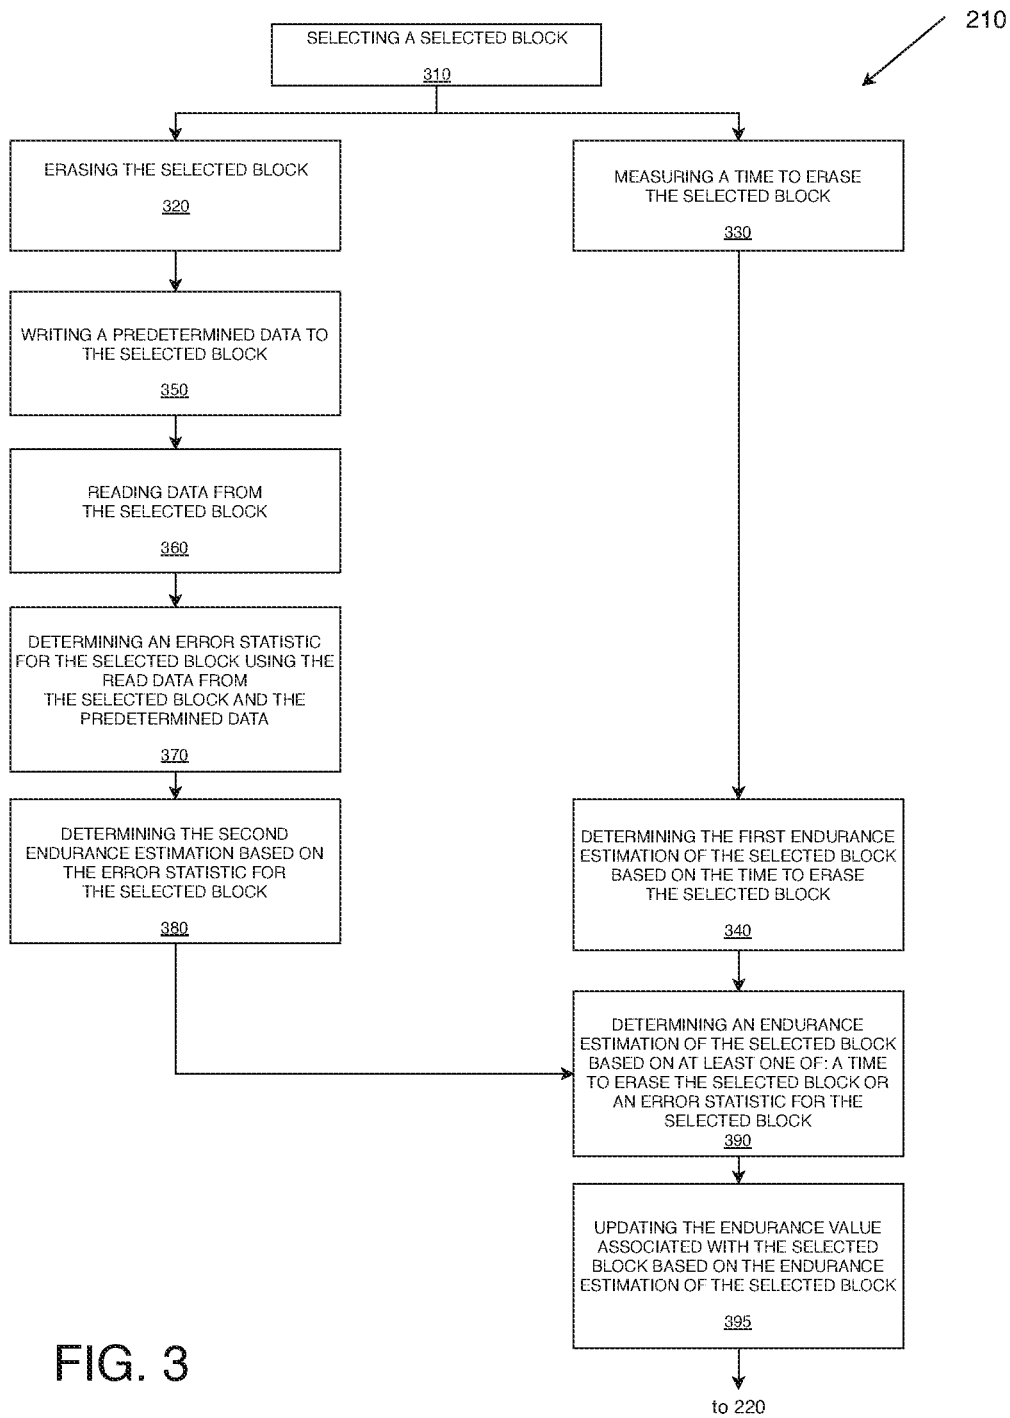 210
SELECTING A SELECTED BLOCK
310
ERASING THE SELECTED BLOCK
320
MEASURING A TIME TO ERASE
THE SELECTED BLOCK
330
WRITING A PREDETERMINED DATA TO
THE SELECTED BLOCK
350
READING DATA FROM
THE SELECTED BLOCK
360
DETERMINING AN ERROR STATISTIC
FOR THE SELECTED BLOCK USING THE
READ DATA FROM
THE SELECTED BLOCK AND THE
PREDETERMINED DATA
370
DETERMINING THE SECOND
ENDURANCE ESTIMATION BASED ON
THE ERROR STATISTIC FOR
THE SELECTED BLOCK
380
DETERMINING THE FIRST ENDURANCE
ESTIMATION OF THE SELECTED BLOCK
BASED ON THE TIME TO ERASE
THE SELECTED BLOCK
340
DETERMINING AN ENDURANCE
ESTIMATION OF THE SELECTED BLOCK
BASED ON AT LEAST ONE OF: A TIME
TO ERASE THE SELECTED BLOCK OR
AN ERROR STATISTIC FOR THE
SELECTED BLOCK
390
UPDATING THE ENDURANCE VALUE
ASSOCIATED WITH THE SELECTED
BLOCK BASED ON THE ENDURANCE
ESTIMATION OF THE SELECTED BLOCK
395
FIG. 3
to 220